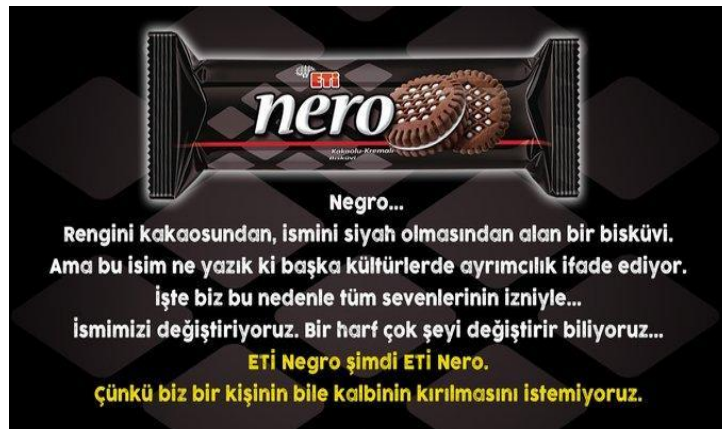 ETİ
nero
Kakaolu-Kremalı
Bisküvi
Negro...
Rengini kakaosundan, ismini siyah olmasından alan bir bisküvi.
Ama bu isim ne yazık ki başka kültürlerde ayrımcılık ifade ediyor.
İşte biz bu nedenle tüm sevenlerinin izniyle...
İsmimizi değiştiriyoruz. Bir harf çok şeyi değiştirir biliyoruz...
ETİ Negro şimdi ETİ Nero.
Çünkü biz bir kişinin bile kalbinin kırılmasını istemiyoruz.